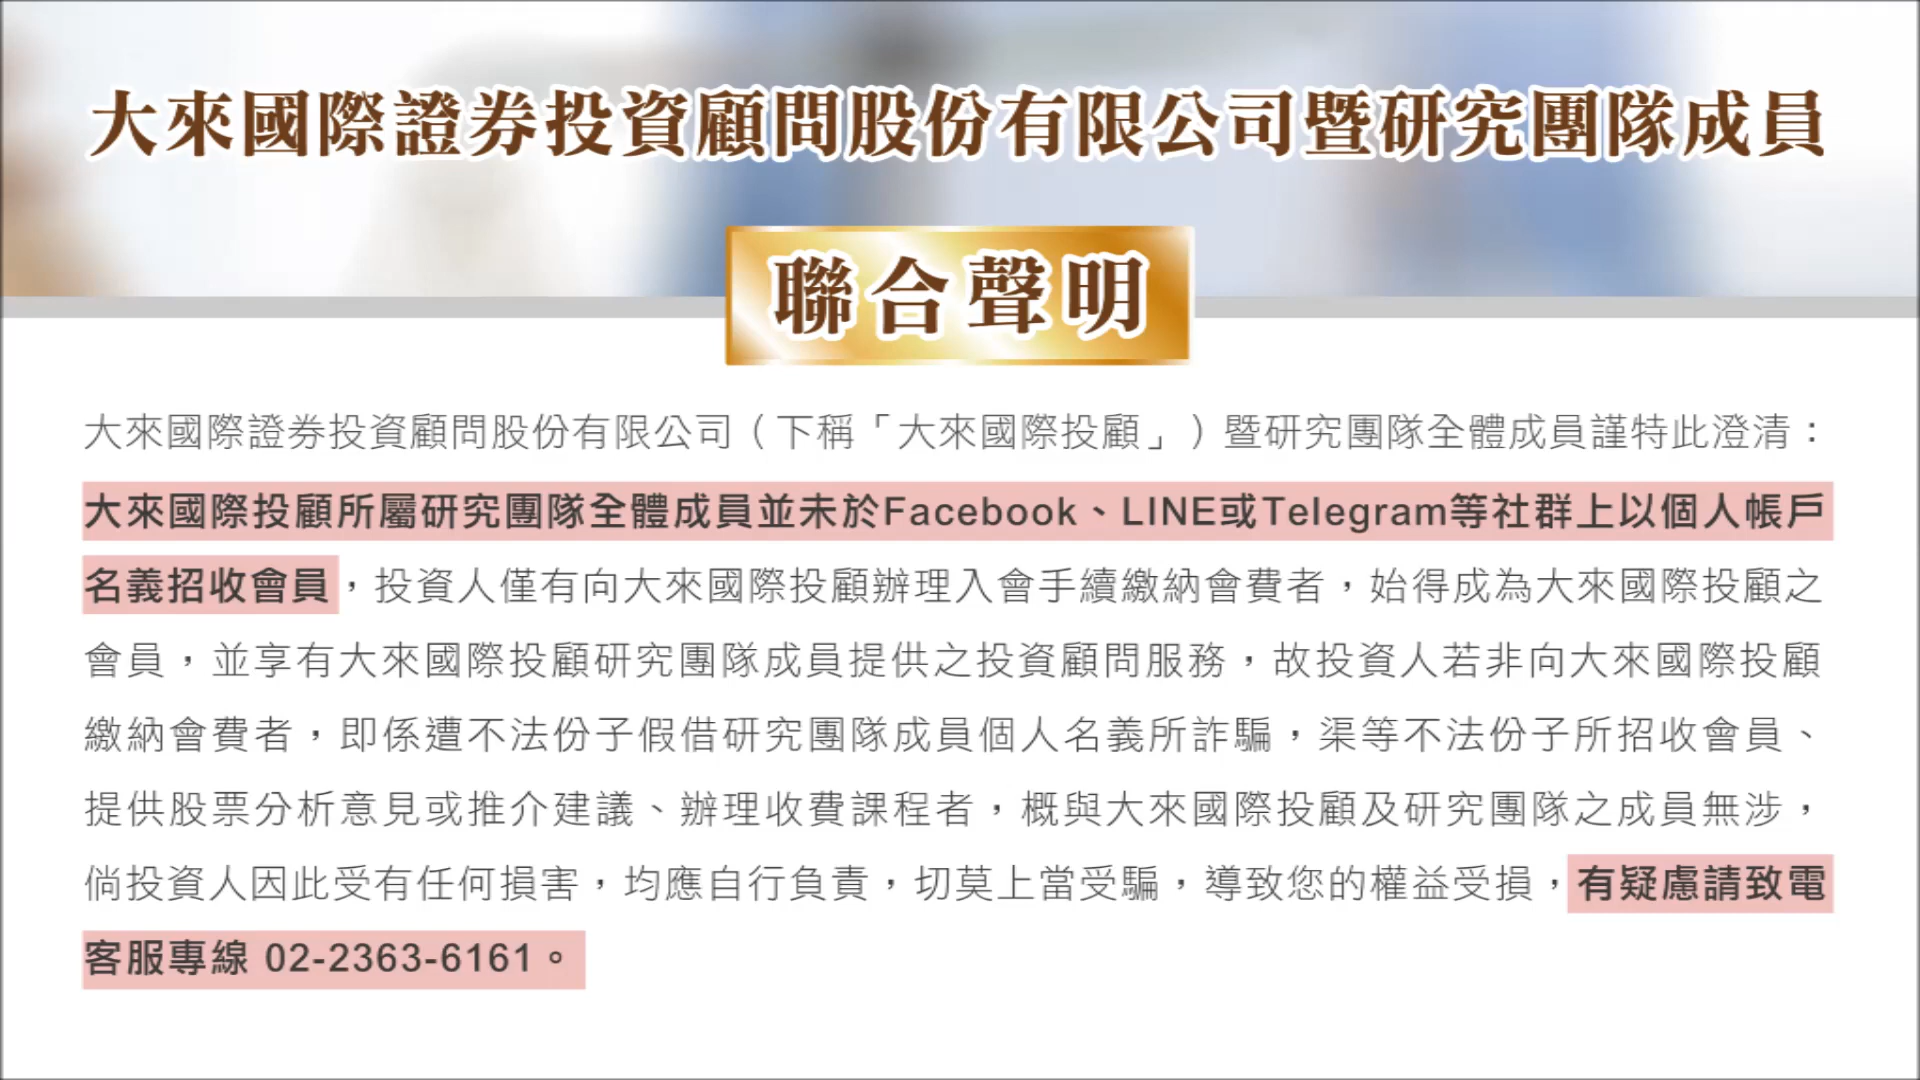 大來國際證券投資顧問股份有限公司暨研究團隊成員
聯合聲明
大來國際證券投資顧問股份有限公司（下稱「大來國際投顧」）暨研究團隊全體成員謹特此澄清：
大來國際投顧所屬研究團隊全體成員並未於Facebook、LINE或Telegram等社群上以個人帳戶
名義招收會員，投資人僅有向大來國際投顧辦理入會手續繳納會費者，始得成為大來國際投顧之
會員，並享有大來國際投顧研究團隊成員提供之投資顧問服務，故投資人若非向大來國際投顧
繳納會費者，即係遭不法份子假借研究團隊成員個人名義所詐騙，渠等不法份子所招收會員、
提供股票分析意見或推介建議、辦理收費課程者，概與大來國際投顧及研究團隊之成員無涉，
倘投資人因此受有任何損害，均應自行負責，切莫上當受騙，導致您的權益受損，有疑慮請致電
客服專線 02-2363-6161。